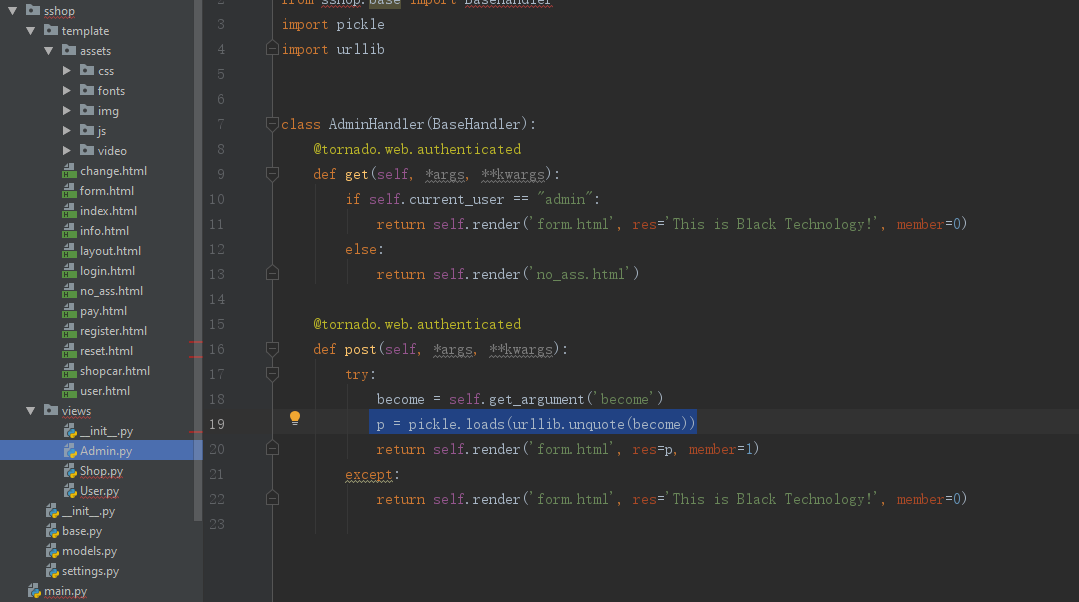 sshop
template
assets
css
fonts
img
js
video
change.html
form.html
index.html
info.html
layout.html
login.html
no_ass.html
pay.html
register.html
reset.html
shopcar.html
user.html
views
__init__.py
Admin.py
Shop.py
User.py
__init__.py
base.py
models.py
settings.py
main.py
2 from sshop.base import BaseHandler
3 import pickle
4 import urllib
5
6
7 class AdminHandler(BaseHandler):
8 @tornado.web.authenticated
9 def get(self, *args, **kwargs):
10 if self.current_user == "admin":
11 return self.render('form.html', res='This is Black Technology!', member=0)
12 else:
13 return self.render('no_ass.html')
14
15 @tornado.web.authenticated
16 def post(self, *args, **kwargs):
17 try:
18 become = self.get_argument('become')
19 p = pickle.loads(urllib.unquote(become))
20 return self.render('form.html', res=p, member=1)
21 except:
22 return self.render('form.html', res='This is Black Technology!', member=0)
23